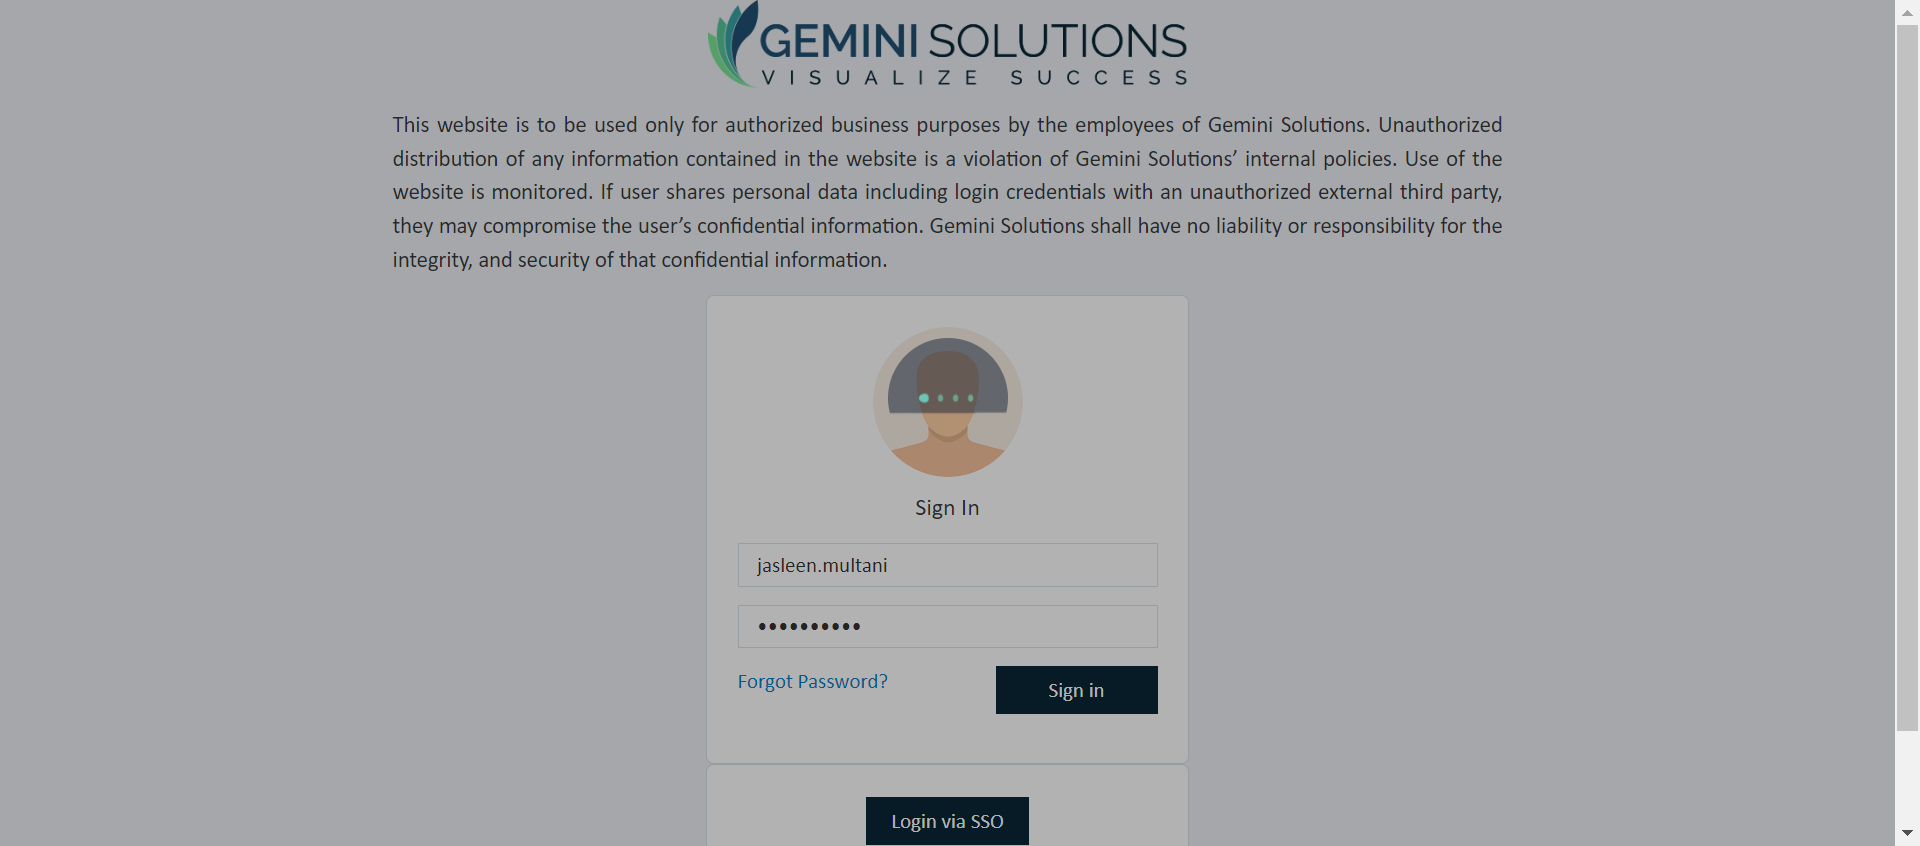 GEMINI SOLUTIONS
VISUALIZE SUCCESS
This website is to be used only for authorized business purposes by the employees of Gemini Solutions. Unauthorized
distribution of any information contained in the website is a violation of Gemini Solutions’ internal policies. Use of the
website is monitored. If user shares personal data including login credentials with an unauthorized external third party,
they may compromise the user’s confidential information. Gemini Solutions shall have no liability or responsibility for the
integrity, and security of that confidential information.
Sign In
jasleen.multani
••••••••••
Forgot Password?
Sign in
Login via SSO